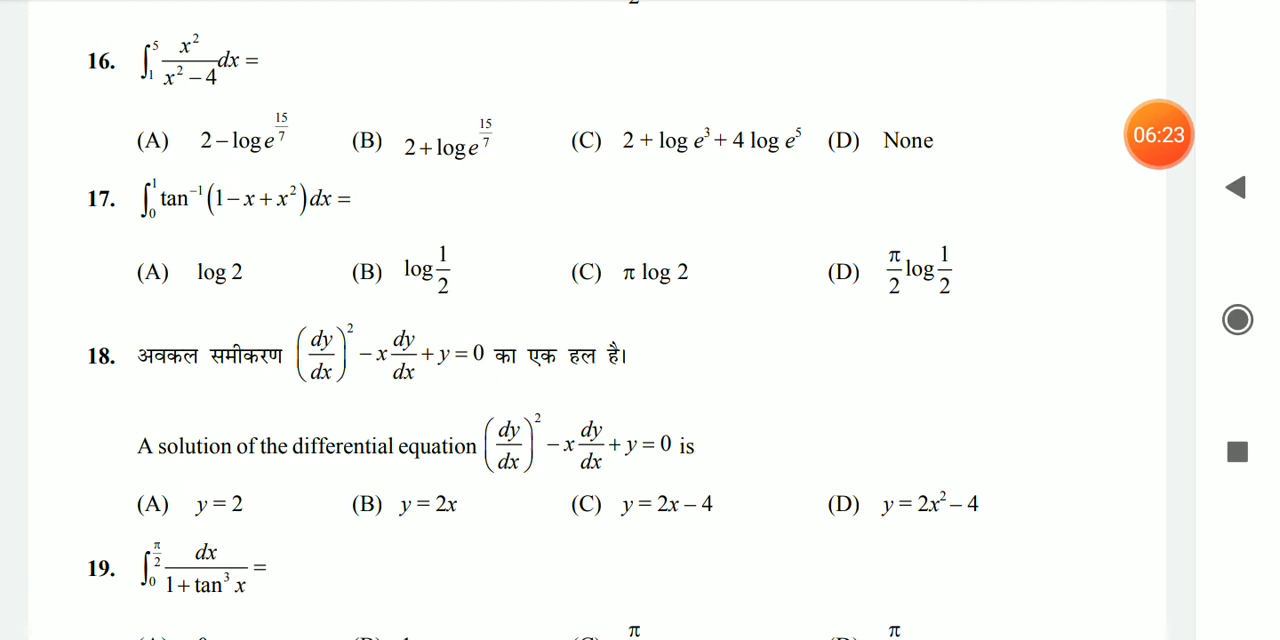 16. ∫₁⁵ x²/(x² − 4) dx =
(A) 2 − log e^(15/7) (B) 2 + log e^(15/7) (C) 2 + log e³ + 4 log e⁵ (D) None
06:23
17. ∫₀¹ tan⁻¹(1 − x + x²)dx =
(A) log 2 (B) log 1/2 (C) π log 2 (D) π/2 log 1/2
18. अवकल समीकरण (dy/dx)² − x dy/dx + y = 0 का एक हल है।
A solution of the differential equation (dy/dx)² − x dy/dx + y = 0 is
(A) y = 2 (B) y = 2x (C) y = 2x – 4 (D) y = 2x² – 4
19. ∫₀^(π/2) dx/(1 + tan³ x) =
π π